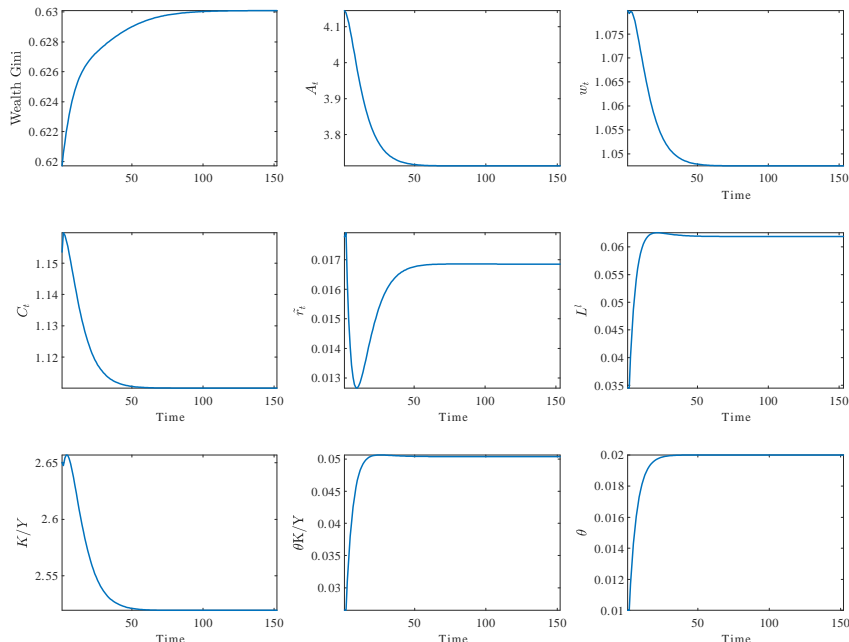 0.63
0.628
0.626
0.624
0.622
0.62
50 100 150
Wealth Gini
4.1
4
3.9
3.8
50 100 150
A_t
1.075
1.07
1.065
1.06
1.055
1.05
50 100 150
Time
w_t
1.15
1.14
1.13
1.12
50 100 150
Time
C_t
0.017
0.016
0.015
0.014
0.013
50 100 150
Time
r̃_t
0.06
0.055
0.05
0.045
0.04
0.035
50 100 150
Time
L^l
2.65
2.6
2.55
50 100 150
Time
K/Y
0.05
0.045
0.04
0.035
0.03
50 100 150
Time
θK/Y
0.02
0.018
0.016
0.014
0.012
0.01
50 100 150
Time
θ